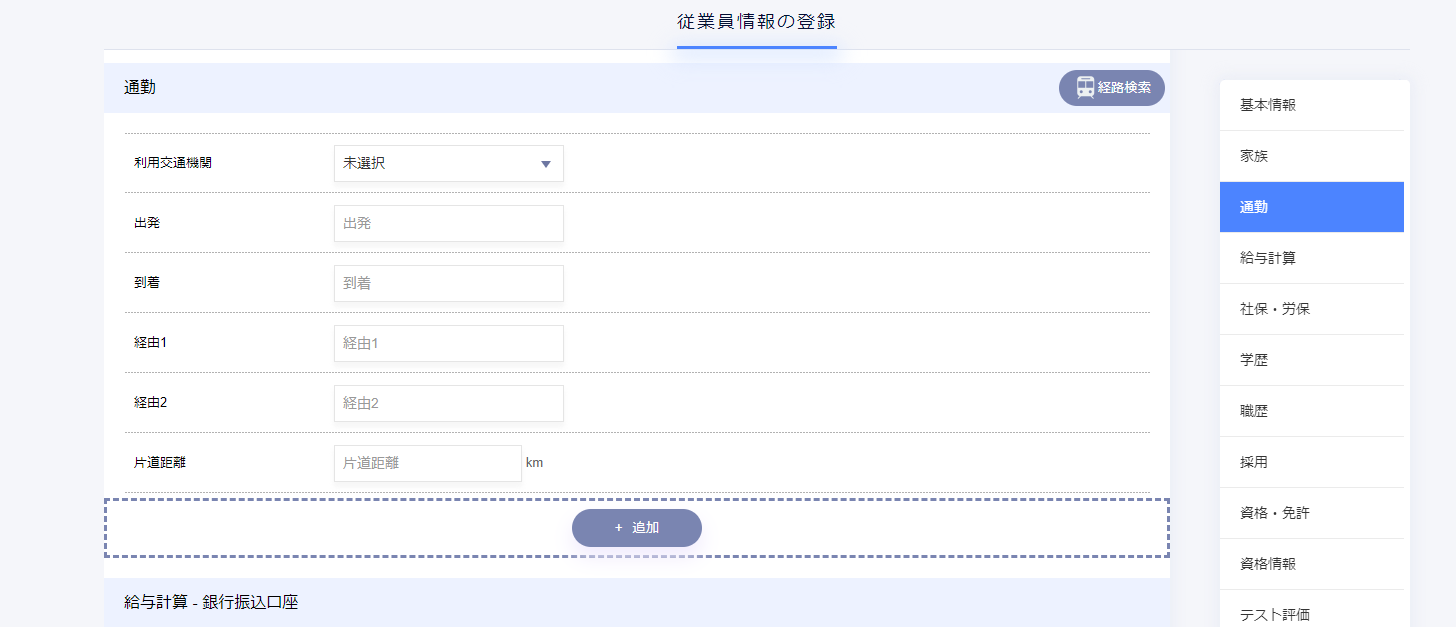 従業員情報の登録
通勤
経路検索
利用交通機関
未選択
出発
出発
到着
到着
経由1
経由1
経由2
経由2
片道距離
片道距離
km
+ 追加
給与計算 - 銀行振込口座
基本情報
家族
通勤
給与計算
社保・労保
学歴
職歴
採用
資格・免許
資格情報
テスト評価